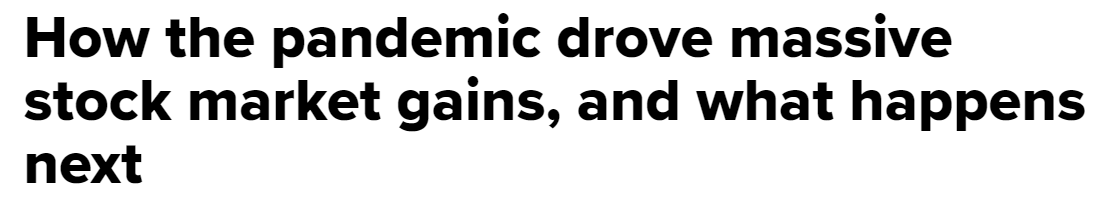 How the pandemic drove massive
stock market gains, and what happens
next